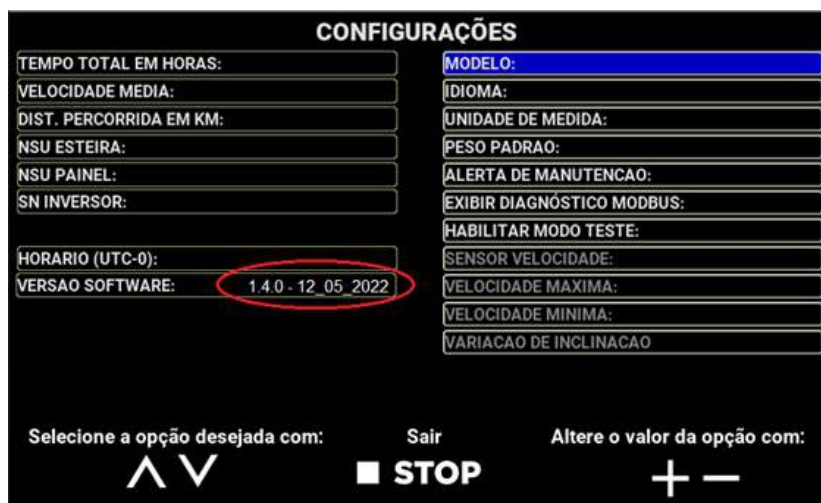 CONFIGURAÇÕES
TEMPO TOTAL EM HORAS:
VELOCIDADE MEDIA:
DIST. PERCORRIDA EM KM:
NSU ESTEIRA:
NSU PAINEL:
SN INVERSOR:
HORARIO (UTC-0):
VERSAO SOFTWARE: 1.4.0 - 12_05_2022
MODELO:
IDIOMA:
UNIDADE DE MEDIDA:
PESO PADRAO:
ALERTA DE MANUTENCAO:
EXIBIR DIAGNÓSTICO MODBUS:
HABILITAR MODO TESTE:
SENSOR VELOCIDADE:
VELOCIDADE MAXIMA:
VELOCIDADE MINIMA:
VARIACAO DE INCLINACAO
Selecione a opção desejada com:
Sair
STOP
Altere o valor da opção com:
+ −